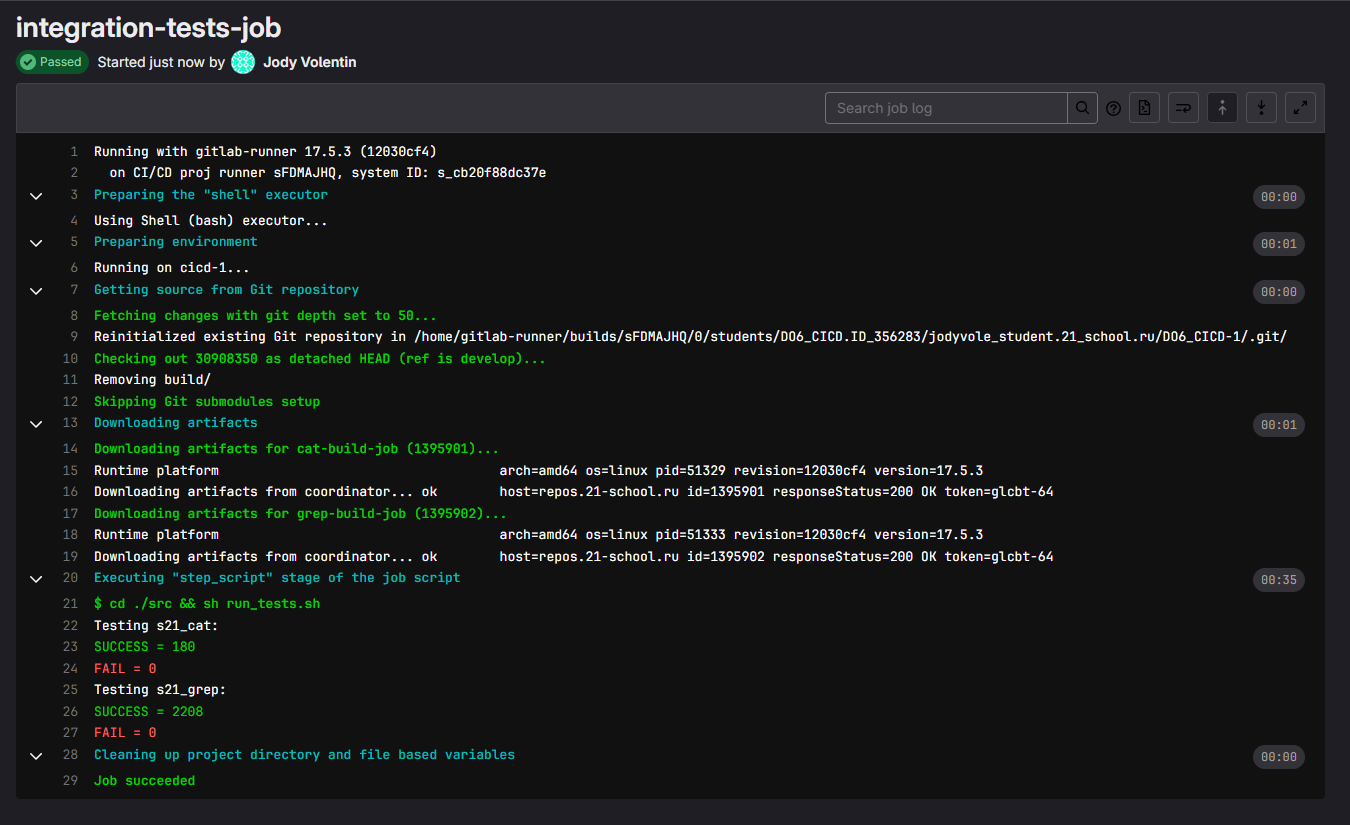 integration-tests-job
Passed Started just now by Jody Volentin
Search job log
1 Running with gitlab-runner 17.5.3 (12030cf4)
2 on CI/CD proj runner sFDMAJHQ, system ID: s_cb20f88dc37e
3 Preparing the "shell" executor 00:00
4 Using Shell (bash) executor...
5 Preparing environment 00:01
6 Running on cicd-1...
7 Getting source from Git repository 00:00
8 Fetching changes with git depth set to 50...
9 Reinitialized existing Git repository in /home/gitlab-runner/builds/sFDMAJHQ/0/students/DO6_CICD.ID_356283/jodyvole_student.21_school.ru/DO6_CICD-1/.git/
10 Checking out 30908350 as detached HEAD (ref is develop)...
11 Removing build/
12 Skipping Git submodules setup
13 Downloading artifacts 00:01
14 Downloading artifacts for cat-build-job (1395901)...
15 Runtime platform arch=amd64 os=linux pid=51329 revision=12030cf4 version=17.5.3
16 Downloading artifacts from coordinator... ok host=repos.21-school.ru id=1395901 responseStatus=200 OK token=glcbt-64
17 Downloading artifacts for grep-build-job (1395902)...
18 Runtime platform arch=amd64 os=linux pid=51333 revision=12030cf4 version=17.5.3
19 Downloading artifacts from coordinator... ok host=repos.21-school.ru id=1395902 responseStatus=200 OK token=glcbt-64
20 Executing "step_script" stage of the job script 00:35
21 $ cd ./src && sh run_tests.sh
22 Testing s21_cat:
23 SUCCESS = 180
24 FAIL = 0
25 Testing s21_grep:
26 SUCCESS = 2208
27 FAIL = 0
28 Cleaning up project directory and file based variables 00:00
29 Job succeeded